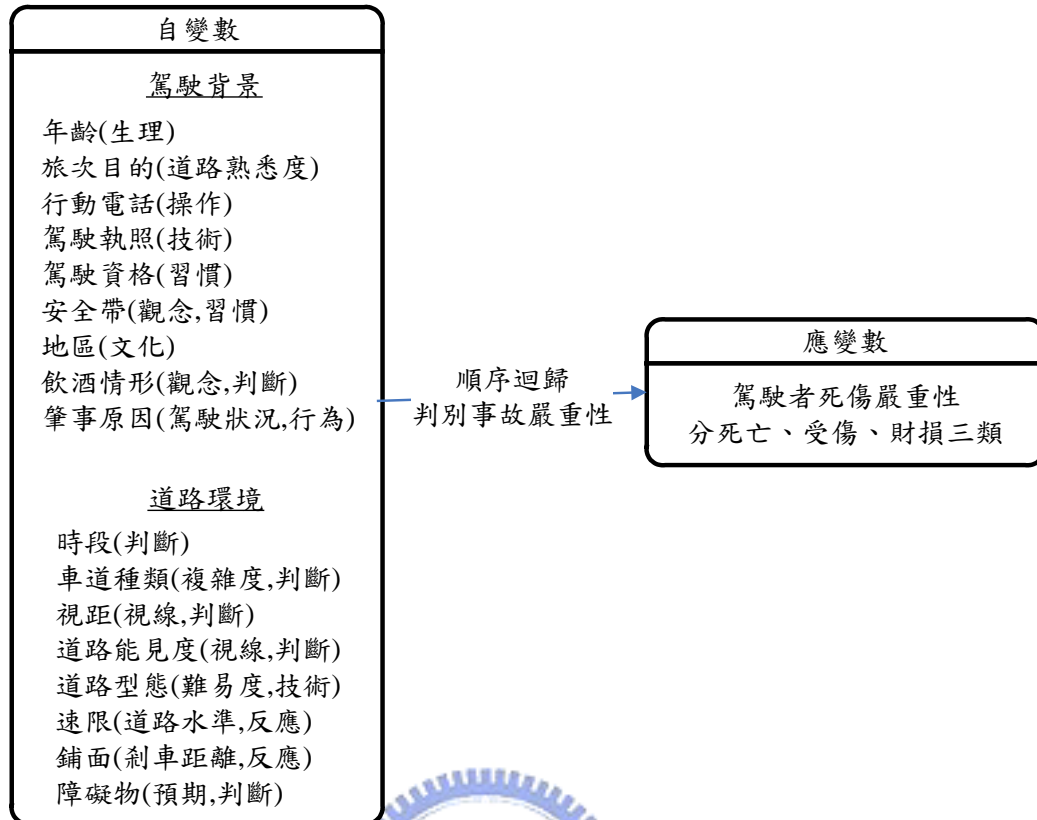 自變數
駕駛背景
年齡(生理)
旅次目的(道路熟悉度)
行動電話(操作)
駕駛執照(技術)
駕駛資格(習慣)
安全帶(觀念,習慣)
地區(文化)
飲酒情形(觀念,判斷)
肇事原因(駕駛狀況,行為)
道路環境
時段(判斷)
車道種類(複雜度,判斷)
視距(視線,判斷)
道路能見度(視線,判斷)
道路型態(難易度,技術)
速限(道路水準,反應)
鋪面(剎車距離,反應)
障礙物(預期,判斷)
順序迴歸
判別事故嚴重性
應變數
駕駛者死傷嚴重性
分死亡、受傷、財損三類